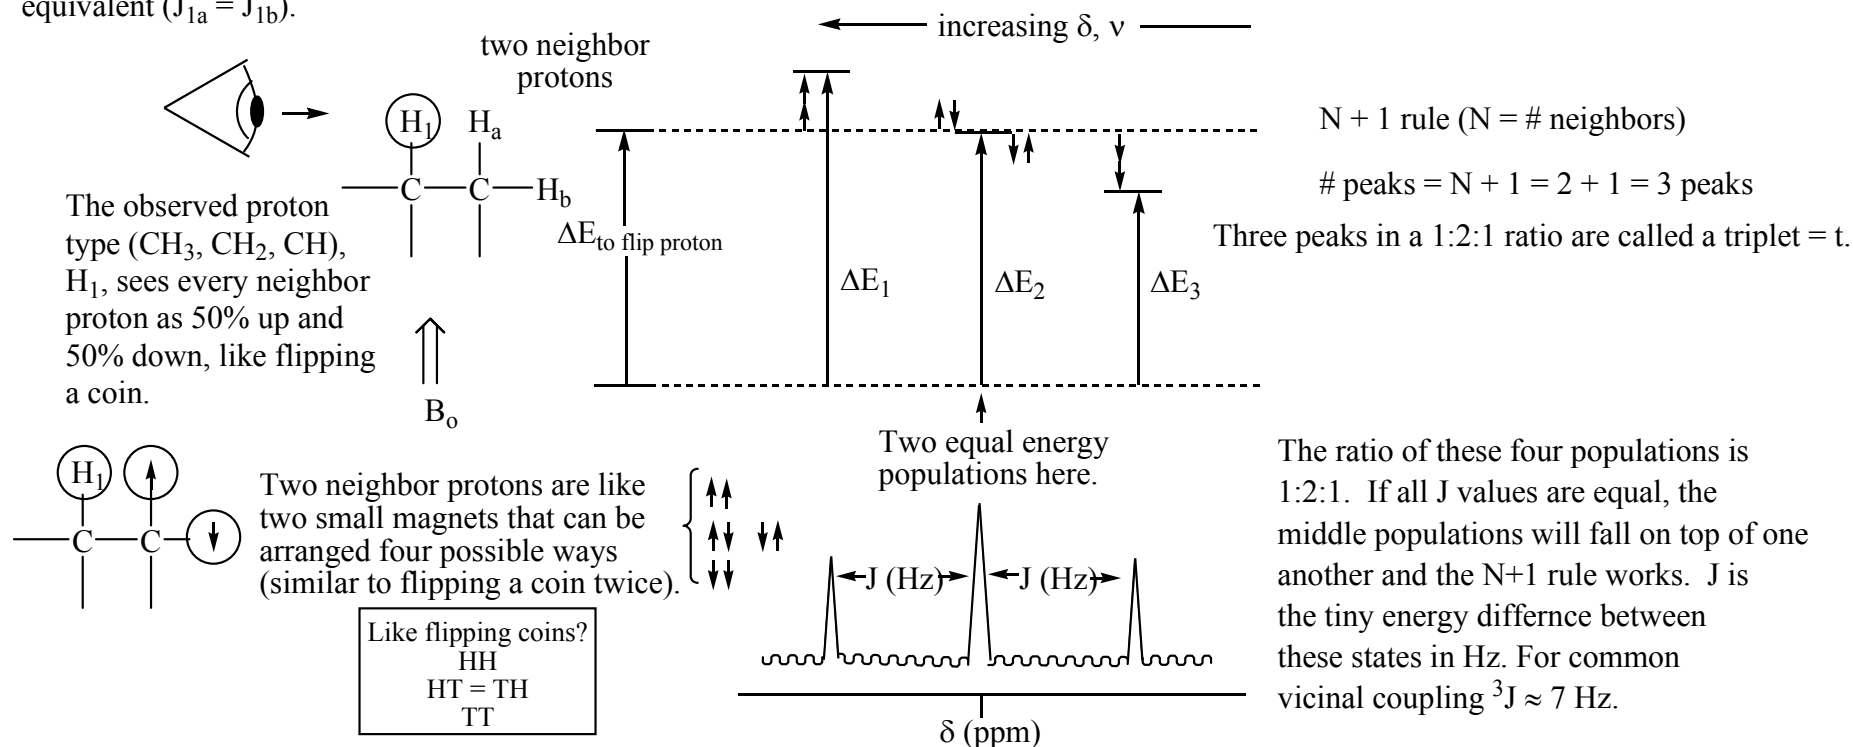 equivalent (J1a = J1b).
increasing δ, ν
two neighbor
protons
H1 Ha
C C Hb
The observed proton
type (CH3, CH2, CH),
H1, sees every neighbor
proton as 50% up and
50% down, like flipping
a coin.
Bo
ΔEto flip proton
ΔE1
ΔE2
ΔE3
N + 1 rule (N = # neighbors)
# peaks = N + 1 = 2 + 1 = 3 peaks
Three peaks in a 1:2:1 ratio are called a triplet = t.
H1
C C
Two neighbor protons are like
two small magnets that can be
arranged four possible ways
(similar to flipping a coin twice).
Like flipping coins?
HH
HT = TH
TT
Two equal energy
populations here.
J (Hz) J (Hz)
δ (ppm)
The ratio of these four populations is
1:2:1. If all J values are equal, the
middle populations will fall on top of one
another and the N+1 rule works. J is
the tiny energy differnce between
these states in Hz. For common
vicinal coupling ³J ≈ 7 Hz.